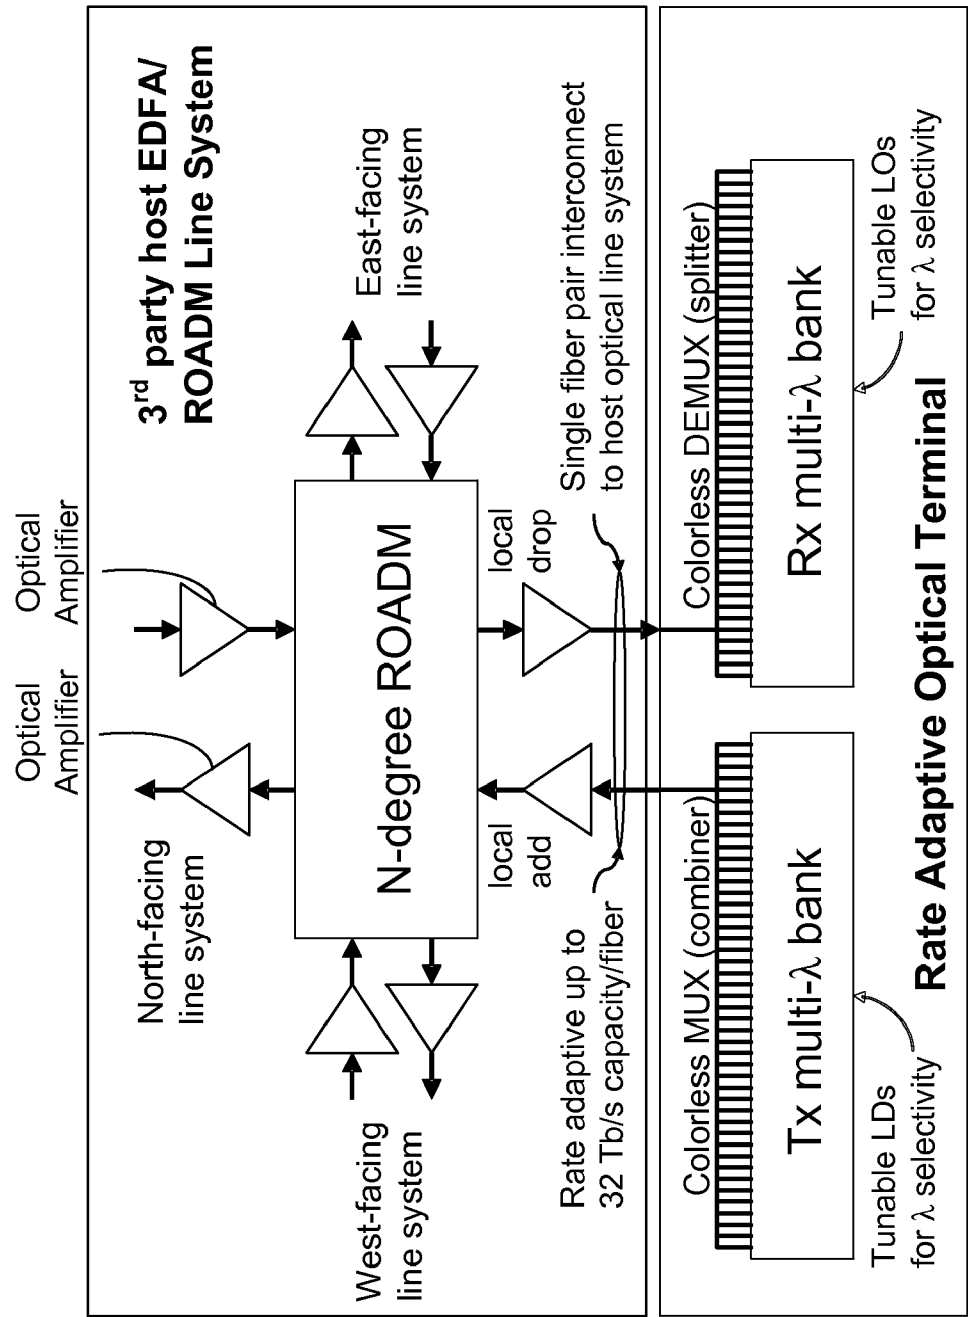 3rd party host EDFA/
ROADM Line System
Optical
Amplifier
Optical
Amplifier
North-facing
line system
East-facing
line system
West-facing
line system
N-degree ROADM
local
add
local
drop
Rate adaptive up to
32 Tb/s capacity/fiber
Single fiber pair interconnect
to host optical line system
Colorless MUX (combiner)
Colorless DEMUX (splitter)
Tx multi-λ bank
Rx multi-λ bank
Tunable LDs
for λ selectivity
Tunable LOs
for λ selectivity
Rate Adaptive Optical Terminal